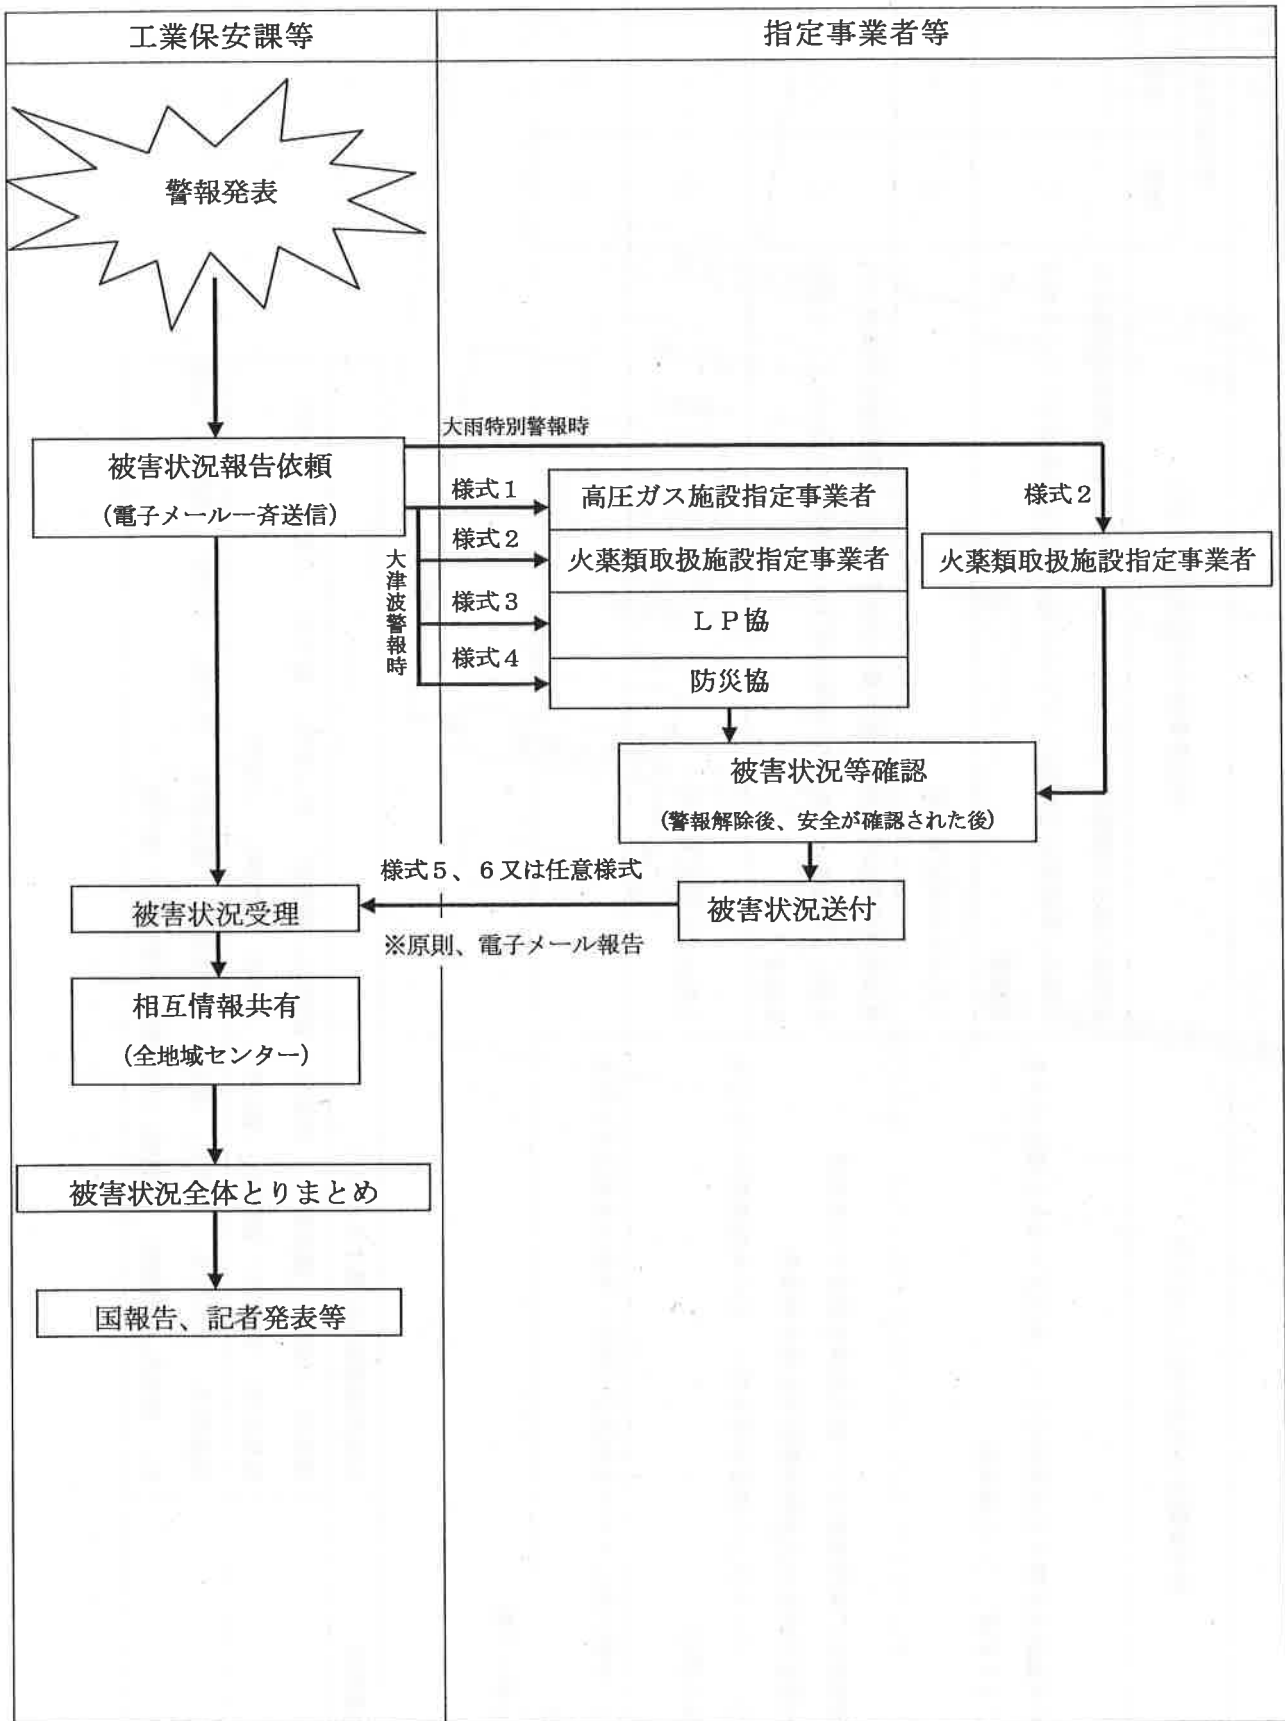 工業保安課等
指定事業者等
警報発表
大雨特別警報時
被害状況報告依頼
(電子メール一斉送信)
大津波警報時
様式1
高圧ガス施設指定事業者
様式2
火薬類取扱施設指定事業者
様式3
LP協
様式4
防災協
様式2
火薬類取扱施設指定事業者
被害状況等確認
(警報解除後、安全が確認された後)
様式5、6又は任意様式
被害状況送付
※原則、電子メール報告
被害状況受理
相互情報共有
(全地域センター)
被害状況全体とりまとめ
国報告、記者発表等